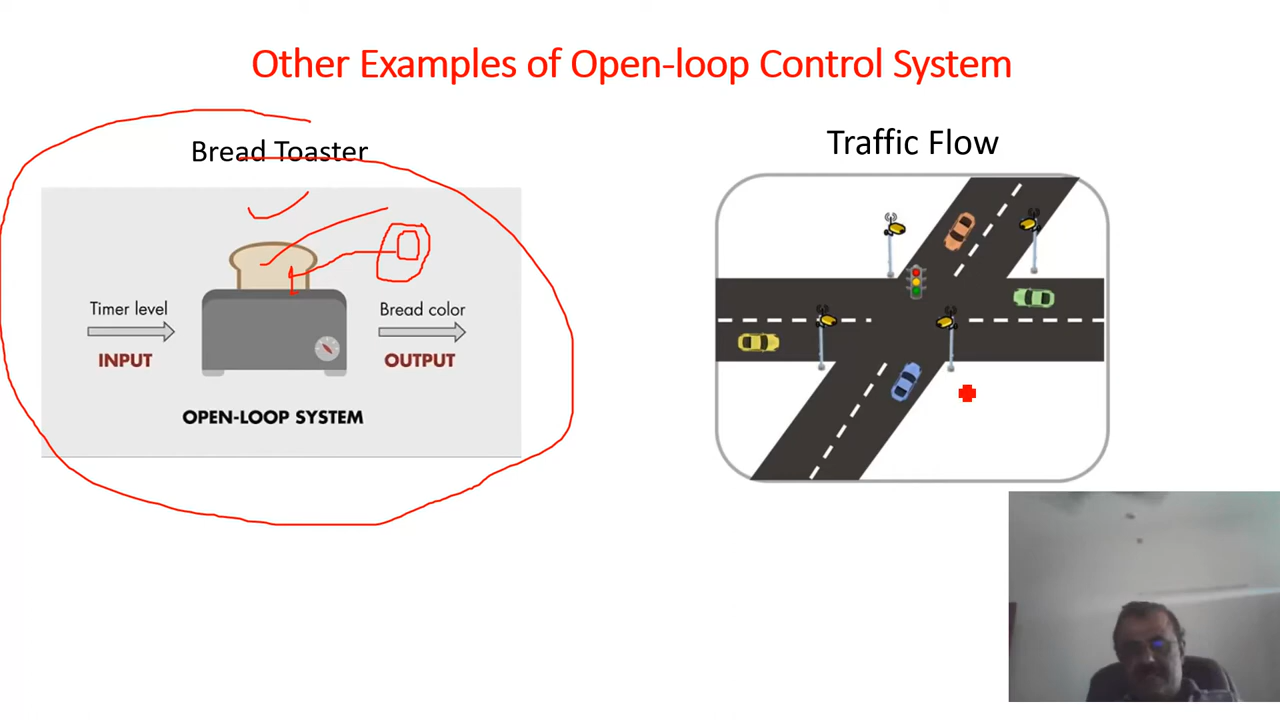 Other Examples of Open-loop Control System
Bread Toaster
Timer level
INPUT
Bread color
OUTPUT
OPEN-LOOP SYSTEM
Traffic Flow